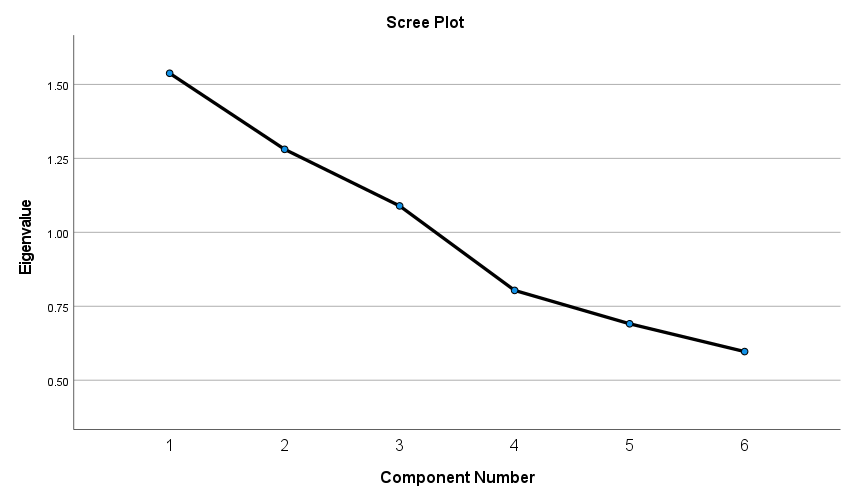 Scree Plot
1.50
1.25
1.00
0.75
0.50
Eigenvalue
1 2 3 4 5 6
Component Number